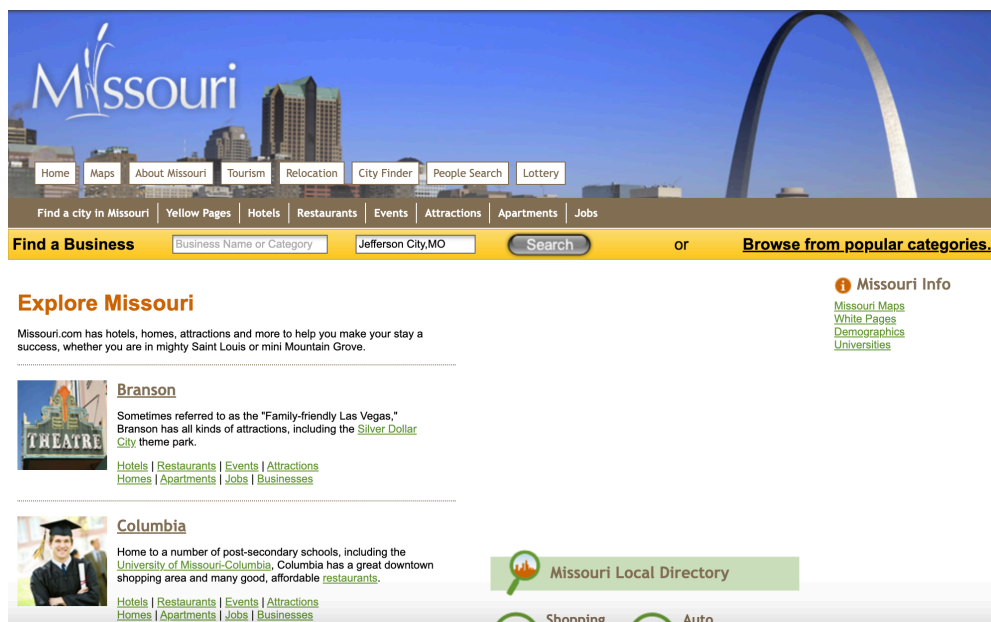 Missouri
Home Maps About Missouri Tourism Relocation City Finder People Search Lottery
Find a city in Missouri Yellow Pages Hotels Restaurants Events Attractions Apartments Jobs
Find a Business Business Name or Category Jefferson City,MO Search or Browse from popular categories.
Explore Missouri
Missouri.com has hotels, homes, attractions and more to help you make your stay a
success, whether you are in mighty Saint Louis or mini Mountain Grove.
THEATRE
Branson
Sometimes referred to as the "Family-friendly Las Vegas,"
Branson has all kinds of attractions, including the Silver Dollar
City theme park.
Hotels | Restaurants | Events | Attractions
Homes | Apartments | Jobs | Businesses
Columbia
Home to a number of post-secondary schools, including the
University of Missouri-Columbia, Columbia has a great downtown
shopping area and many good, affordable restaurants.
Hotels | Restaurants | Events | Attractions
Homes | Apartments | Jobs | Businesses
Missouri Local Directory
Shopping Auto
Missouri Info
Missouri Maps
White Pages
Demographics
Universities